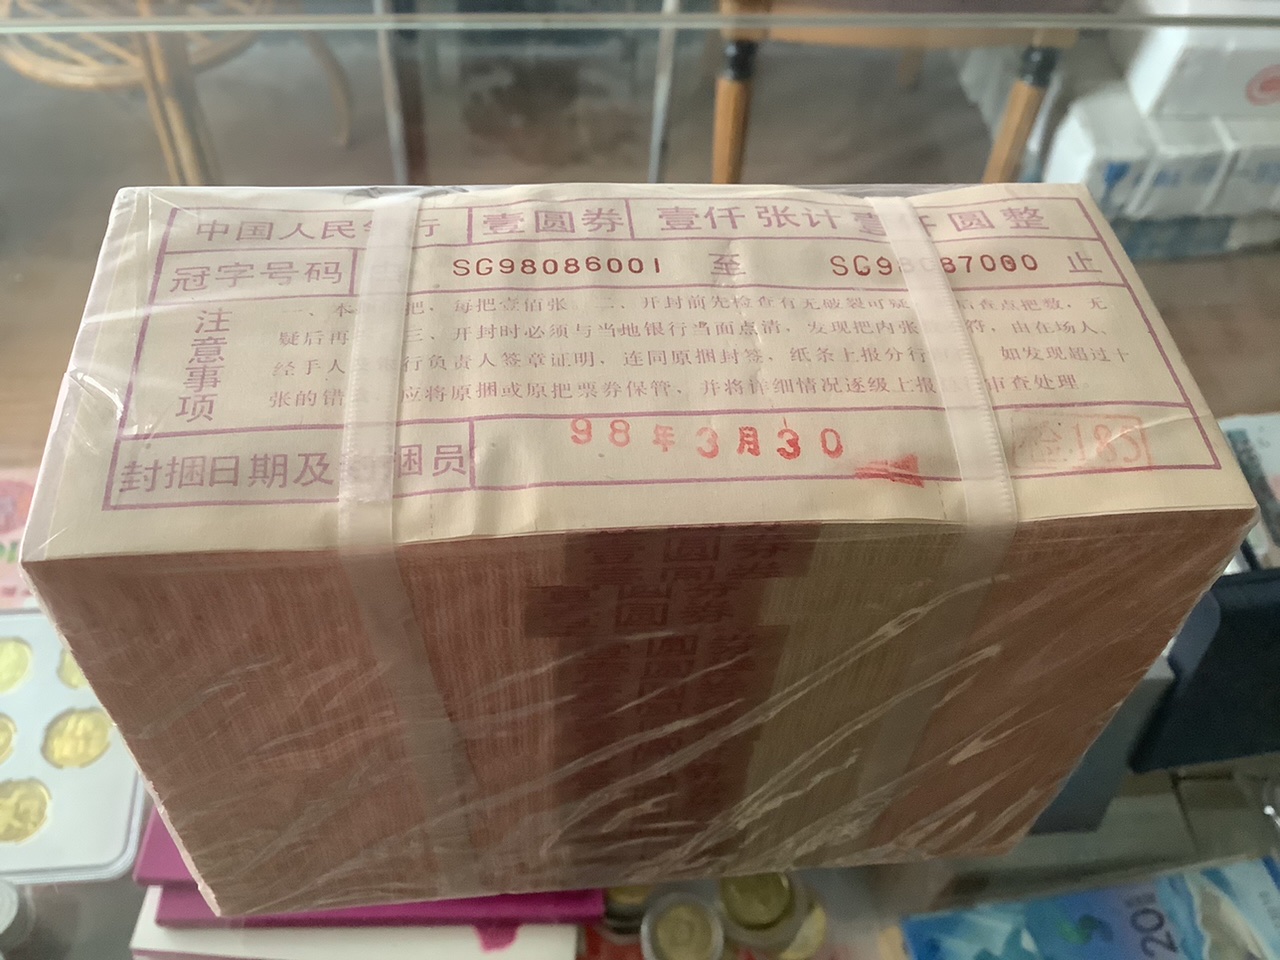 中国人民 行 壹圆券 壹仟张计壹 圆整
冠字号码 SG98086001 至 SG98087000 止
注意事项
一、本 把，每把壹佰张。二、开封前先检查有无破裂可疑 后查点把数，无
疑后再 三、开封时必须与当地银行当面点清，发现把内张 符，由在场人、
经手人 行负责人签章证明，连同原捆封签，纸条上报分行 如发现超过十
张的错 应将原捆或原把票券保管，并将详细情况逐级上报 审查处理。
封捆日期及 捆员 98年3月30
检185
壹圆券
壹圆券
圆券
20